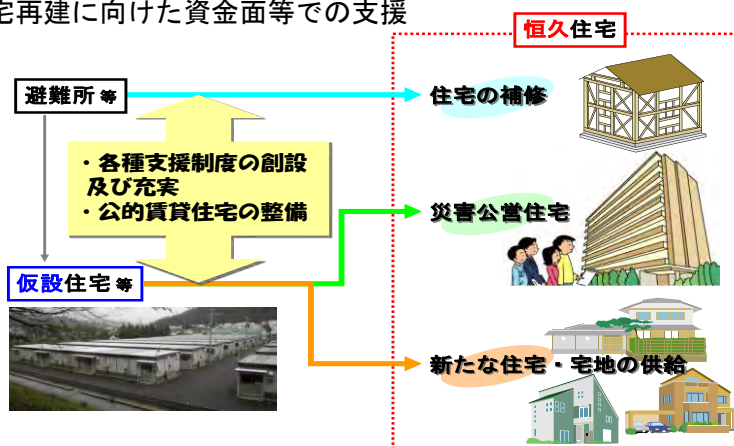 宅再建に向けた資金面等での支援
恒久住宅
避難所等
住宅の補修
・各種支援制度の創設
及び充実
・公的賃貸住宅の整備
災害公営住宅
仮設住宅等
新たな住宅・宅地の供給